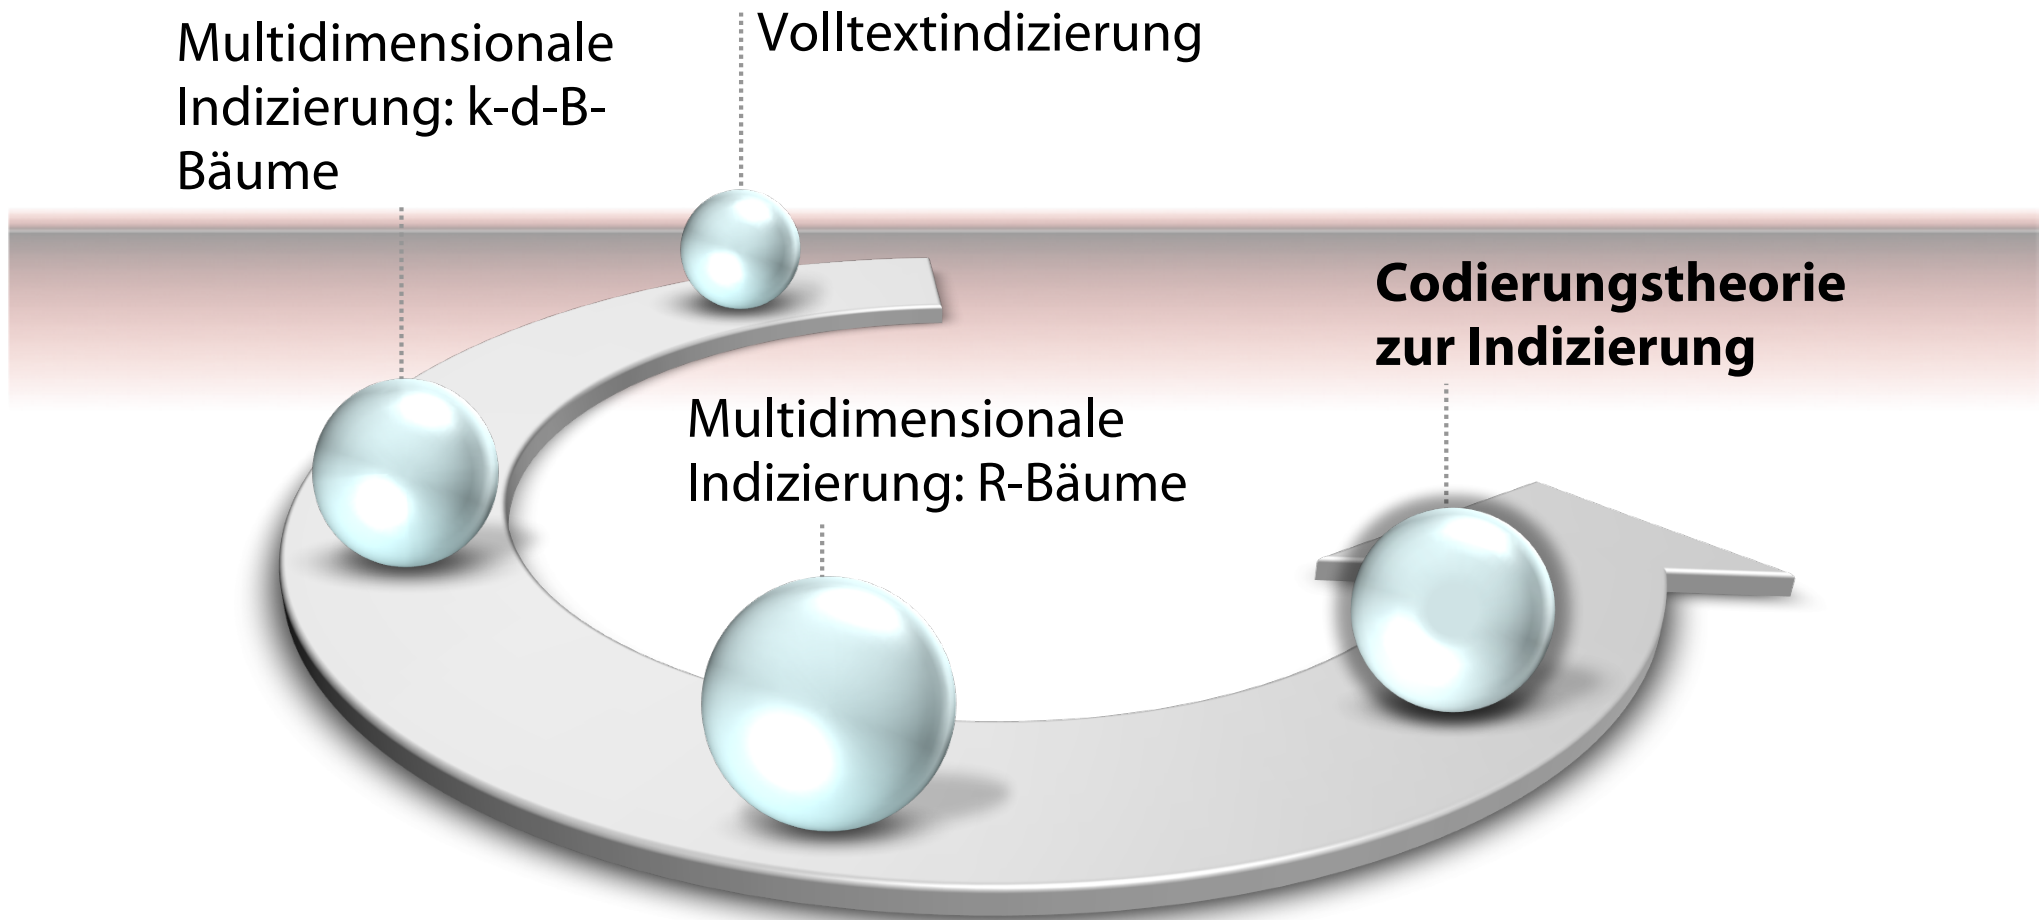 Multidimensionale
Indizierung: k-d-B-
Bäume
Volltextindizierung
Multidimensionale
Indizierung: R-Bäume
Codierungstheorie
zur Indizierung